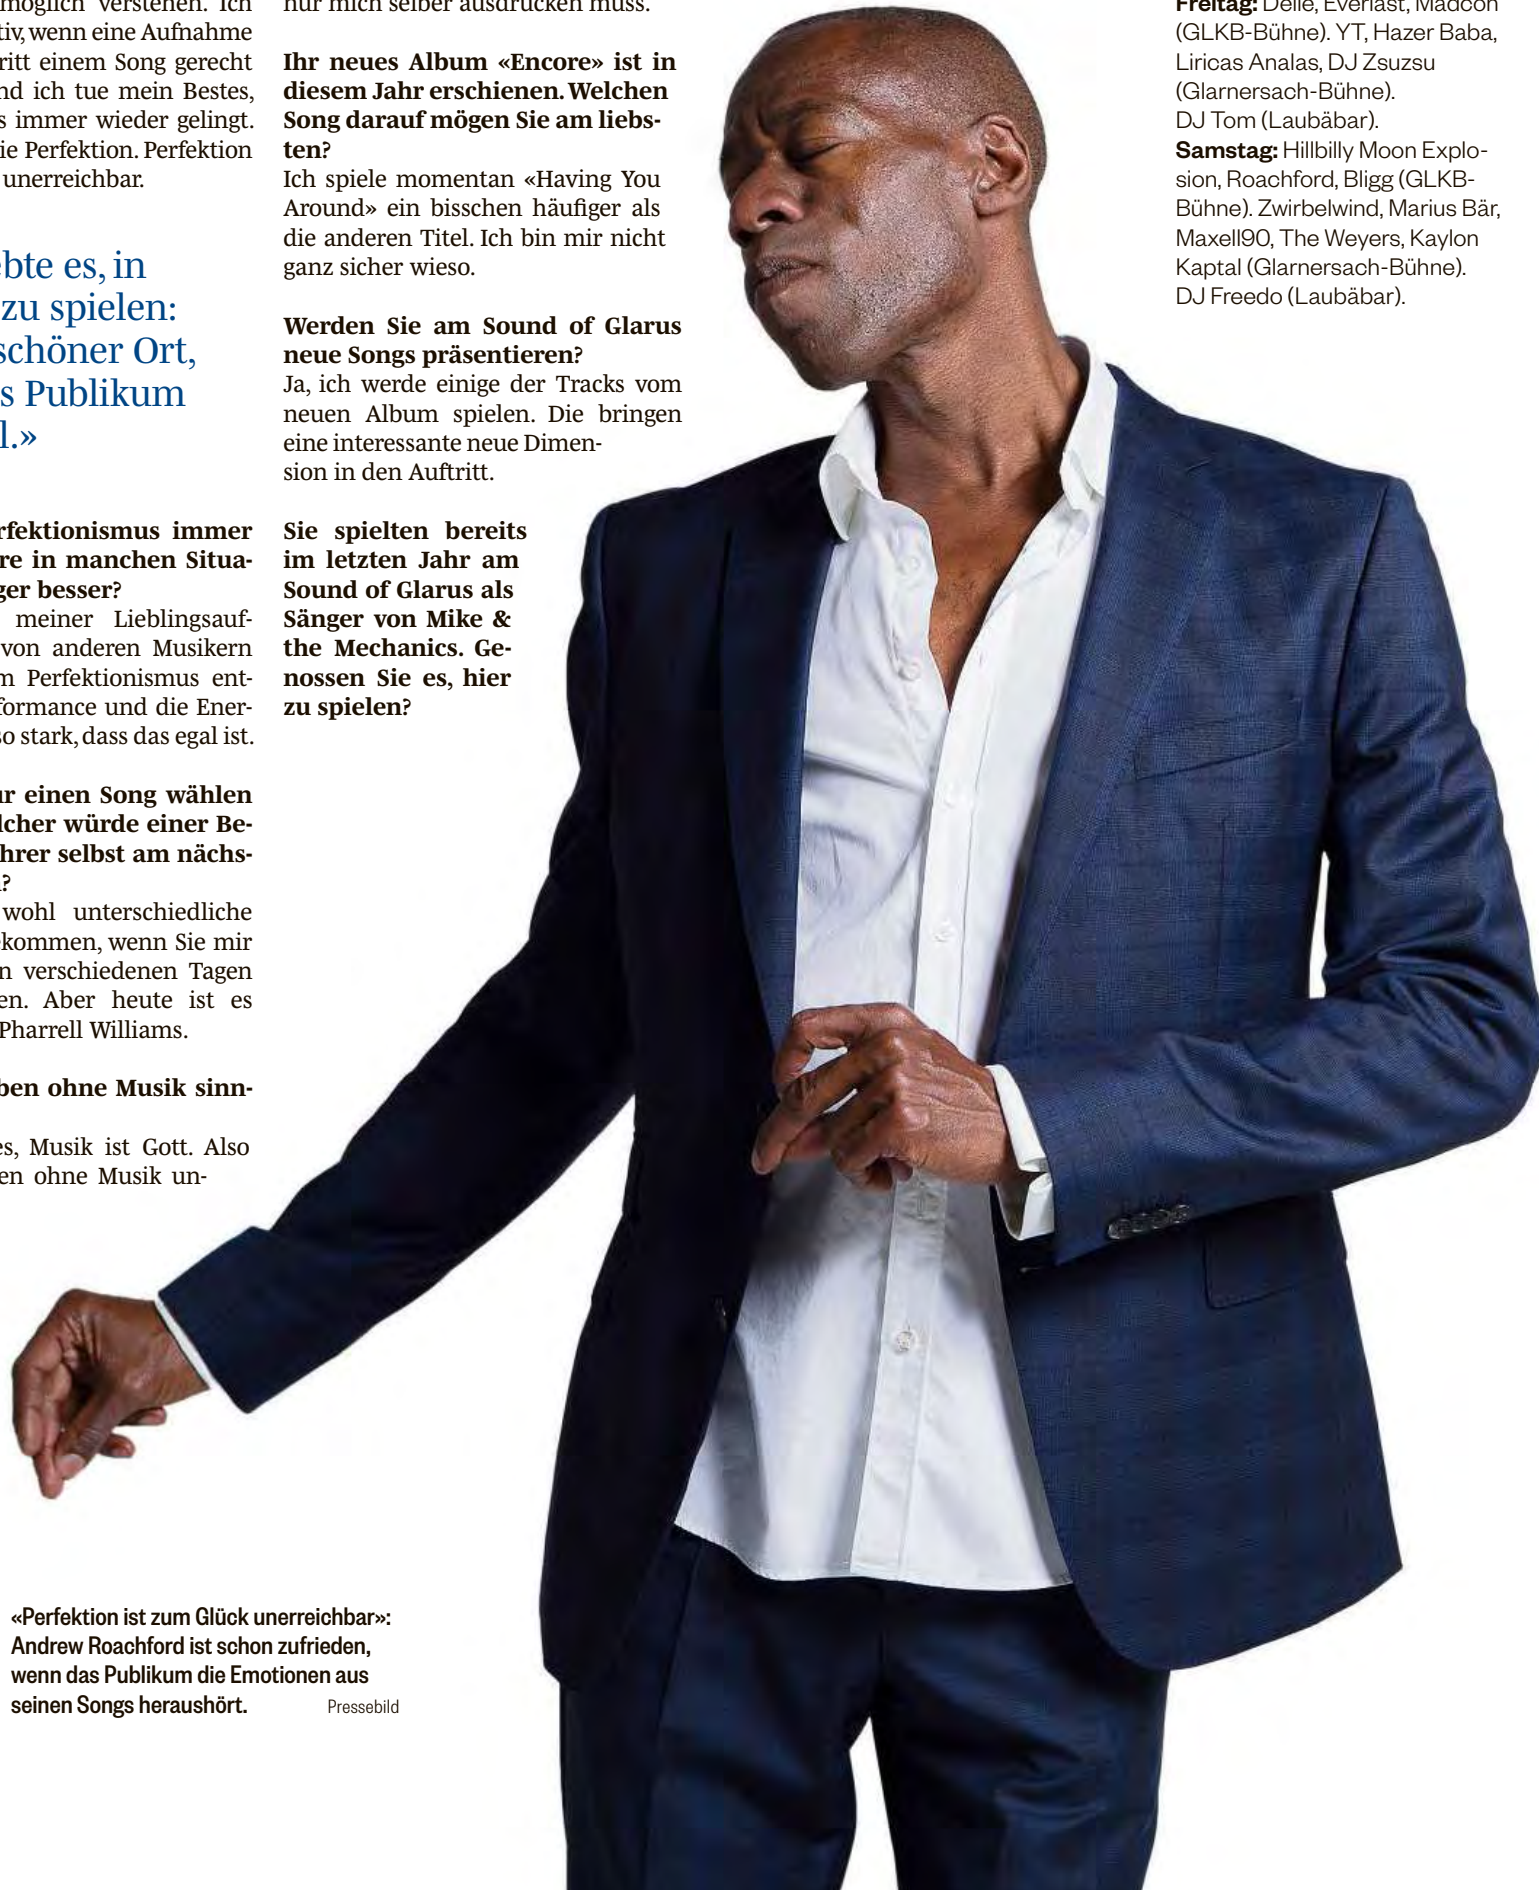 möglich verstehen. Ich
tiv, wenn eine Aufnahme
ritt einem Song gerecht
nd ich tue mein Bestes,
s immer wieder gelingt.
ie Perfektion. Perfektion
unerreichbar.
ebte es, in
zu spielen:
schöner Ort,
s Publikum
l.»
rfektionismus immer
re in manchen Situa-
ger besser?
meiner Lieblingsauf-
von anderen Musikern
m Perfektionismus ent-
formance und die Ener-
so stark, dass das egal ist.
ur einen Song wählen
lcher würde einer Be-
hrer selbst am nächs-
?
wohl unterschiedliche
ekommen, wenn Sie mir
n verschiedenen Tagen
en. Aber heute ist es
Pharrell Williams.
ben ohne Musik sinn-
es, Musik ist Gott. Also
en ohne Musik un-
nur mich selber ausdrücken muss.
Ihr neues Album «Encore» ist in
diesem Jahr erschienen. Welchen
Song darauf mögen Sie am liebs-
ten?
Ich spiele momentan «Having You
Around» ein bisschen häufiger als
die anderen Titel. Ich bin mir nicht
ganz sicher wieso.
Werden Sie am Sound of Glarus
neue Songs präsentieren?
Ja, ich werde einige der Tracks vom
neuen Album spielen. Die bringen
eine interessante neue Dimen-
sion in den Auftritt.
Sie spielten bereits
im letzten Jahr am
Sound of Glarus als
Sänger von Mike &
the Mechanics. Ge-
nossen Sie es, hier
zu spielen?
Freitag: Delle, Everlast, Madcon
(GLKB-Bühne). YT, Hazer Baba,
Liricas Analas, DJ Zsuzsu
(Glarnersach-Bühne).
DJ Tom (Laubäbar).
Samstag: Hillbilly Moon Explo-
sion, Roachford, Bligg (GLKB-
Bühne). Zwirbelwind, Marius Bär,
Maxell90, The Weyers, Kaylon
Kaptal (Glarnersach-Bühne).
DJ Freedo (Laubäbar).
«Perfektion ist zum Glück unerreichbar»:
Andrew Roachford ist schon zufrieden,
wenn das Publikum die Emotionen aus
seinen Songs heraushört. Pressebild